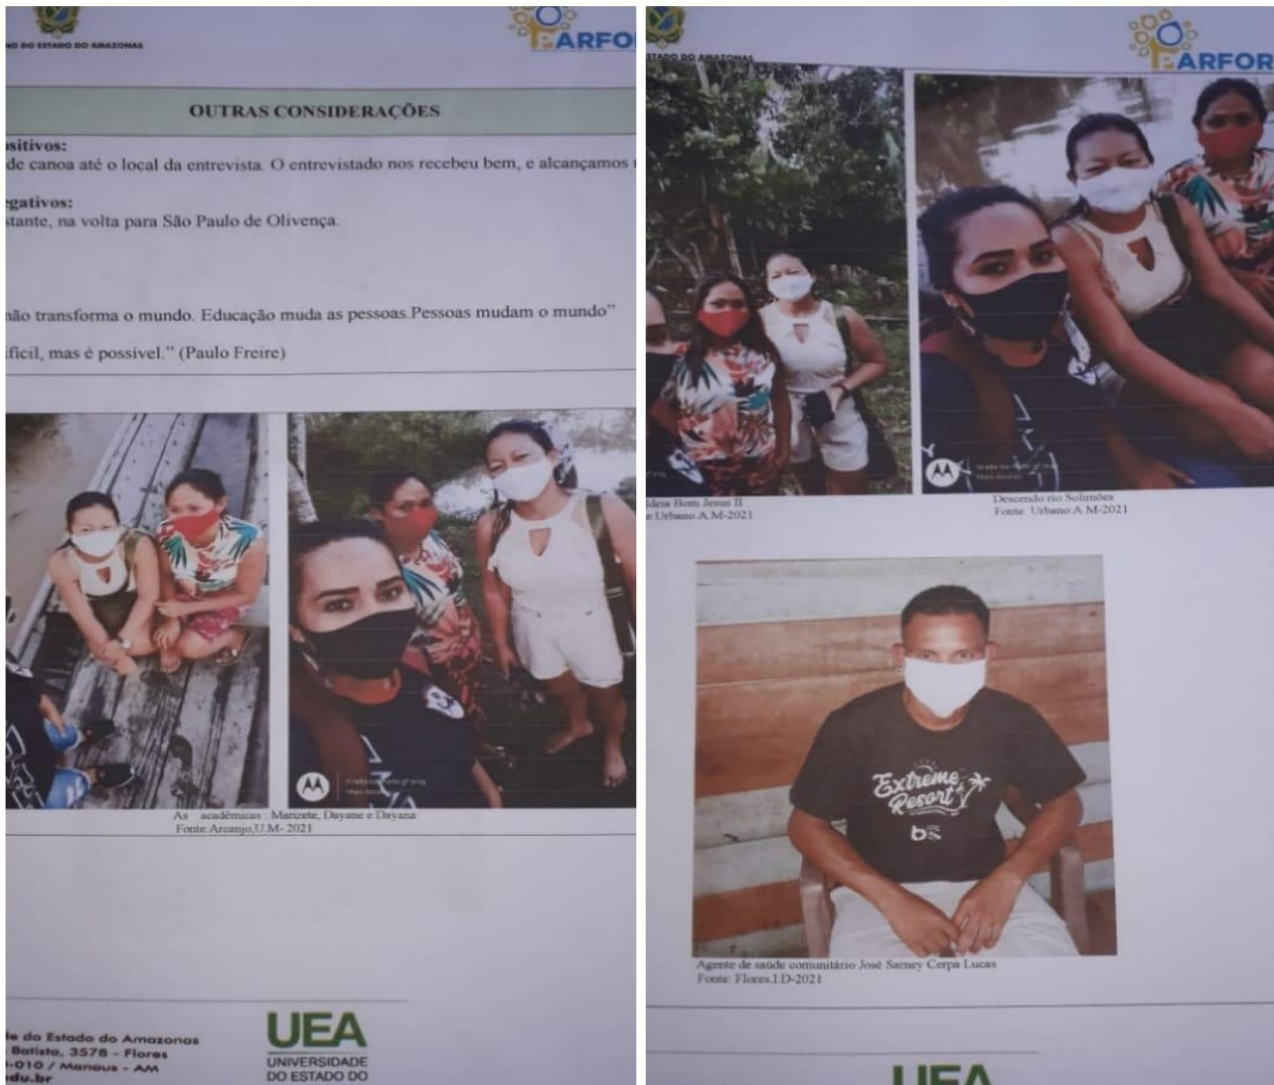 NO DO ESTADO DO AMAZONAS
PARFO
OUTRAS CONSIDERAÇÕES
sitivos:
de canoa até o local da entrevista. O entrevistado nos recebeu bem, e alcançamos
gativos:
stante, na volta para São Paulo de Olivença.
não transforma o mundo. Educação muda as pessoas.Pessoas mudam o mundo”
ifícil, mas é possível.” (Paulo Freire)
As acadêmicas : Marizete, Dayane e Dayana
Fonte:Arcanjo,U.M- 2021
e do Estado do Amazonas
Batista, 3578 - Flores
-010 / Manaus - AM
edu.br
UEA
UNIVERSIDADE
DO ESTADO DO
ESTADO DO AMAZONAS
PARFOR
ldeia Bom Jesus II
e:Urbano.A.M-2021
Descendo rio Solimões
Fonte. Urbano.A.M-2021
Extreme
Resort
Agente de saúde comunitário José Sarney Cerpa Lucas
Fonte: Flores.I.D-2021
UEA